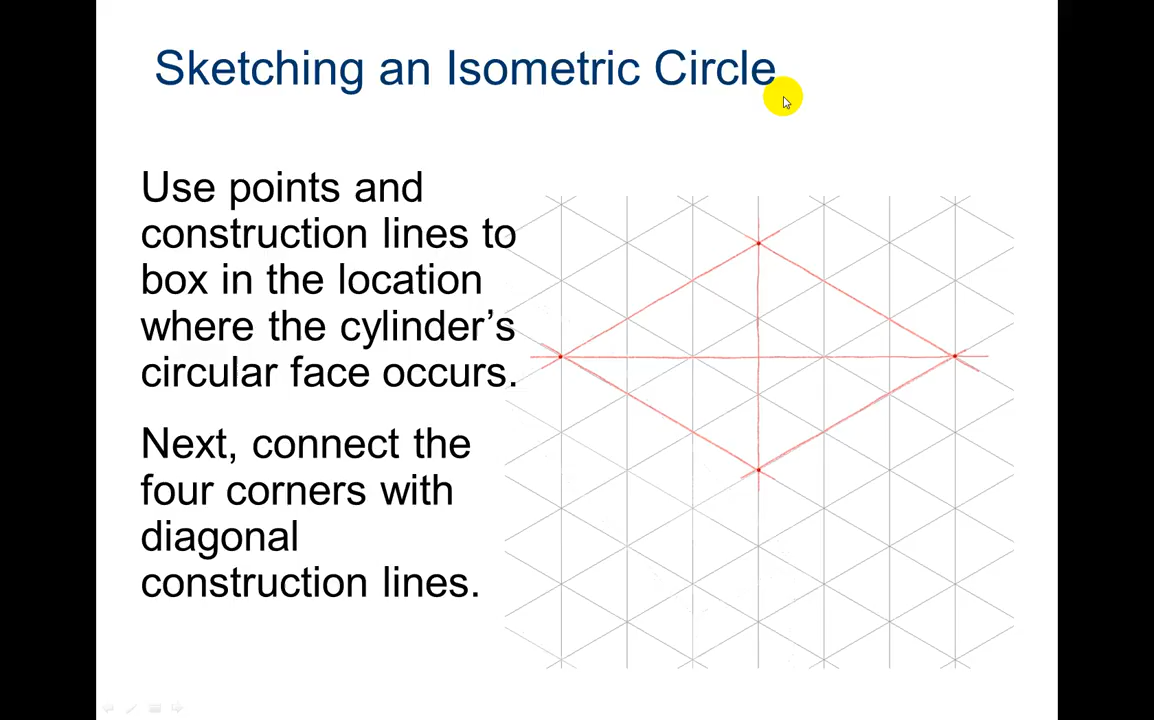 Sketching an Isometric Circle
Use points and
construction lines to
box in the location
where the cylinder’s
circular face occurs.
Next, connect the
four corners with
diagonal
construction lines.